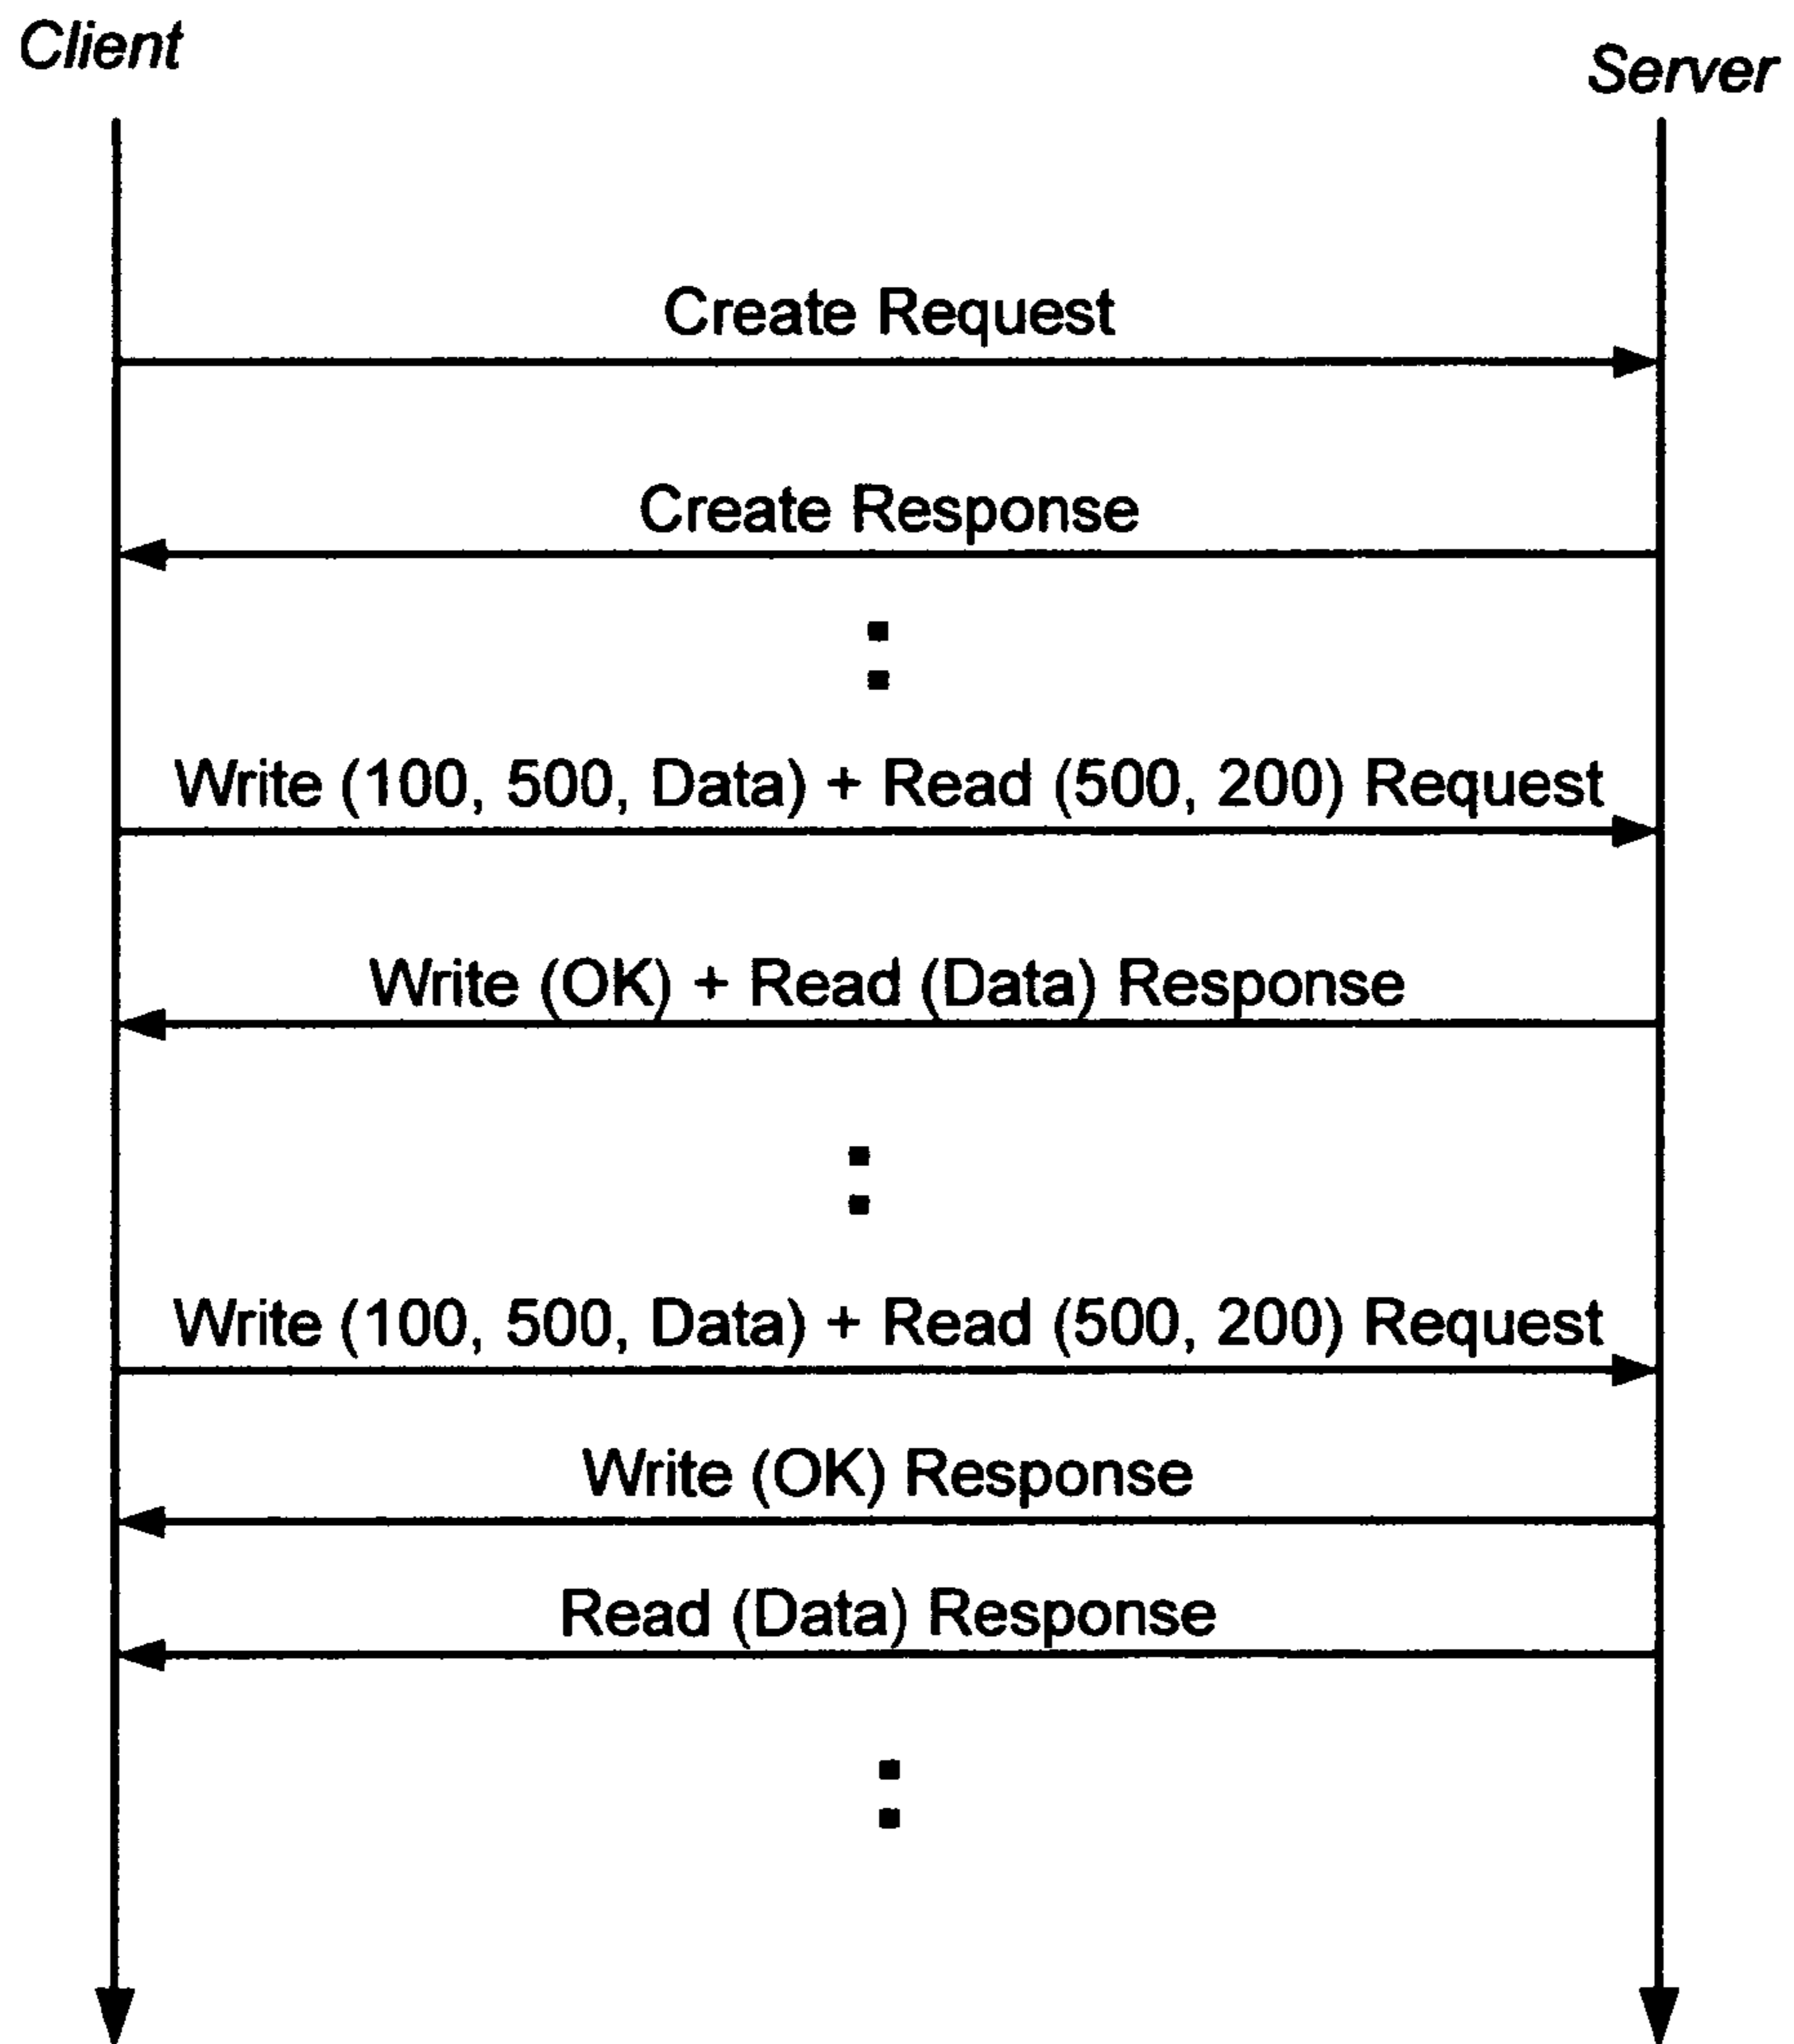 Client
Server
Create Request
Create Response
Write (100, 500, Data) + Read (500, 200) Request
Write (OK) + Read (Data) Response
Write (100, 500, Data) + Read (500, 200) Request
Write (OK) Response
Read (Data) Response